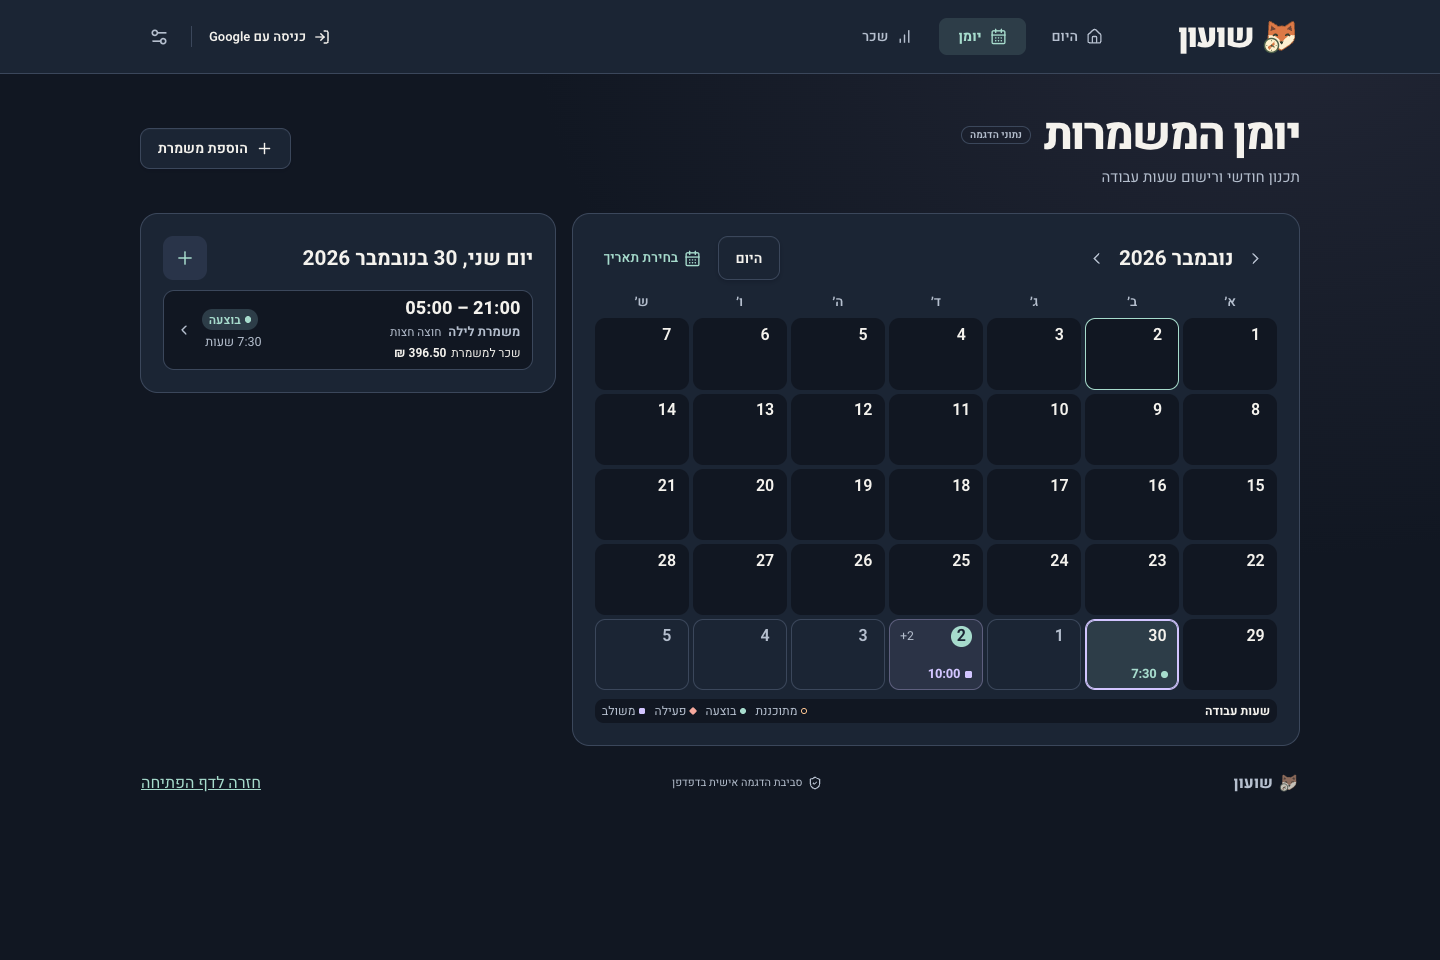 שועון
היום
יומן
שכר
כניסה עם Google
יומן המשמרות
נתוני הדגמה
תכנון חודשי ורישום שעות עבודה
הוספת משמרת
נובמבר 2026
היום
בחירת תאריך
א׳ ב׳ ג׳ ד׳ ה׳ ו׳ ש׳
1 2 3 4 5 6 7
8 9 10 11 12 13 14
15 16 17 18 19 20 21
22 23 24 25 26 27 28
29 30 1 2 +2 3 4 5
7:30 10:00
שעות עבודה
מתוכננת בוצעה פעילה משולב
יום שני, 30 בנובמבר 2026
21:00 – 05:00
משמרת לילה חוצה חצות
שכר למשמרת 396.50 ₪
בוצעה
7:30 שעות
שועון
סביבת הדגמה אישית בדפדפן
חזרה לדף הפתיחה